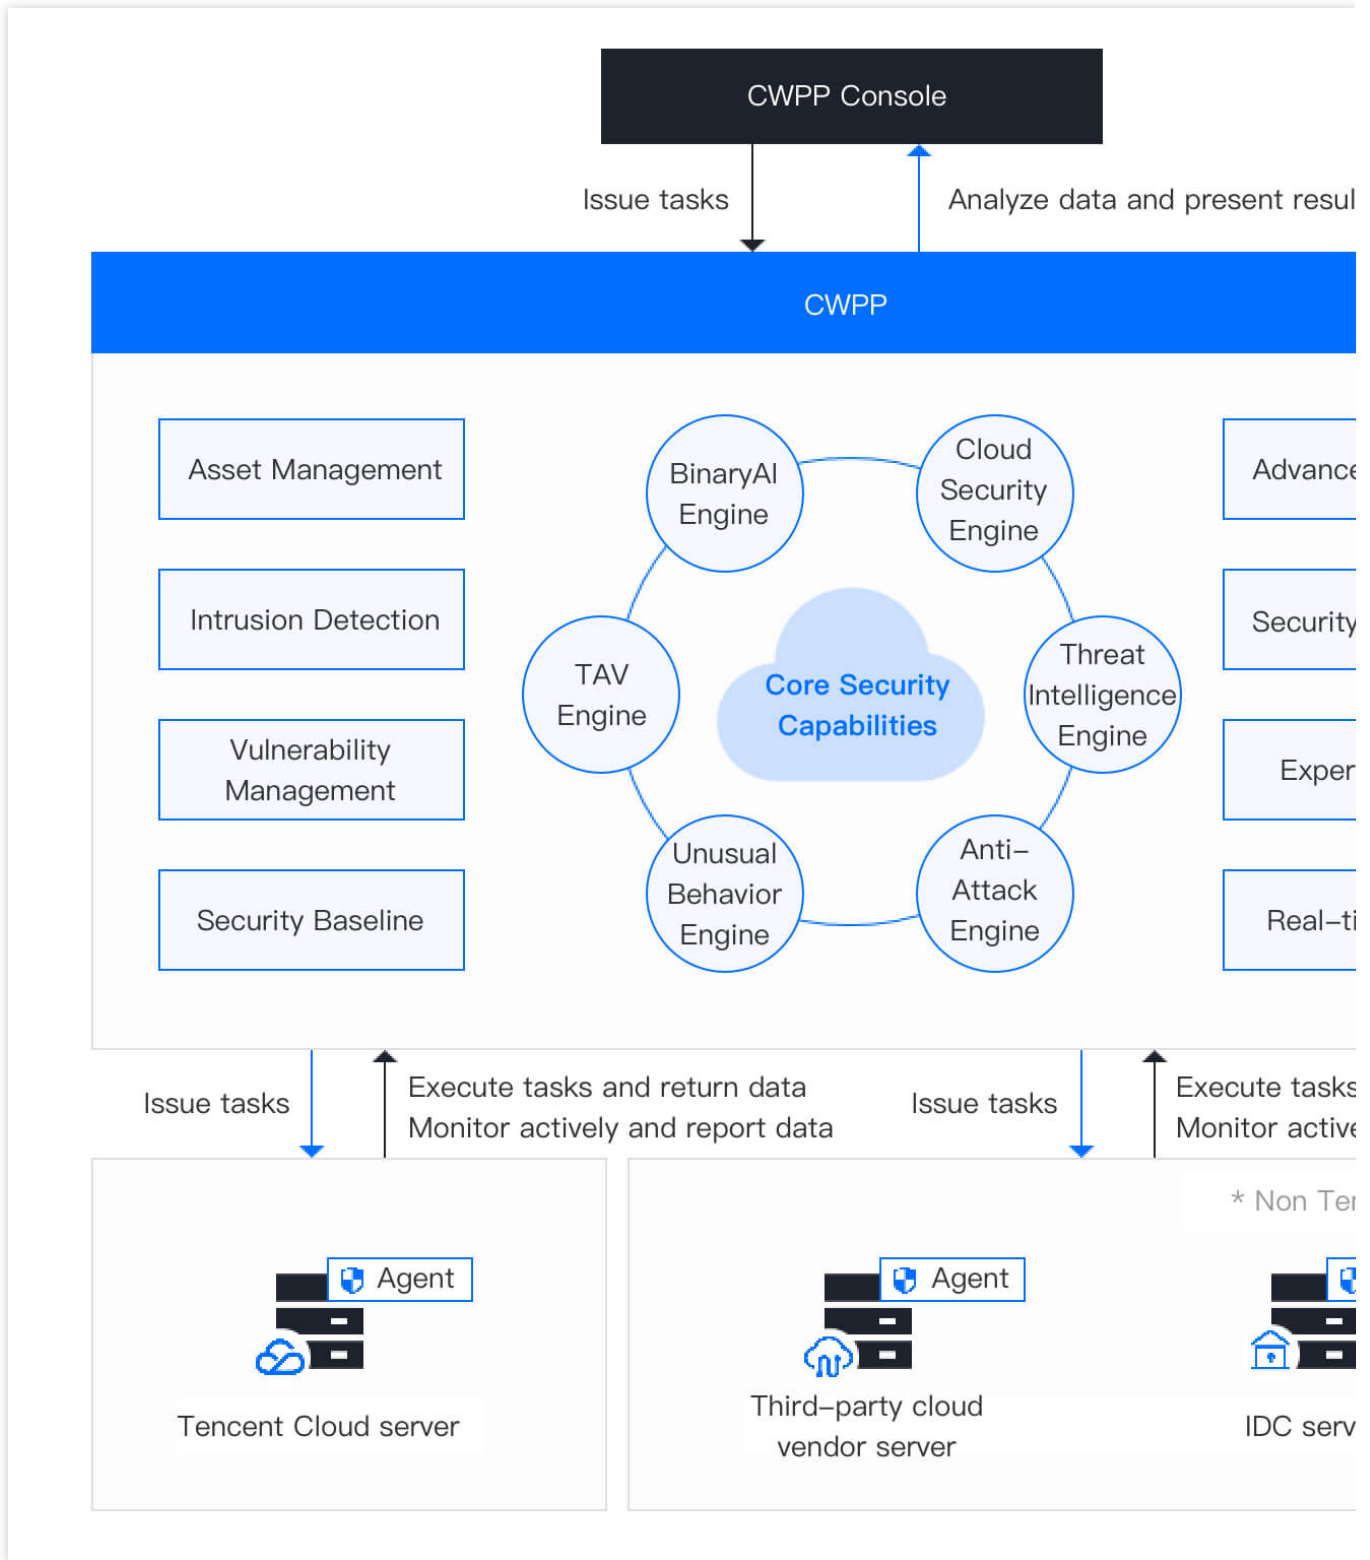 CWPP Console
Issue tasks
Analyze data and present resul
CWPP
Asset Management
Intrusion Detection
Vulnerability
Management
Security Baseline
BinaryAI
Engine
Cloud
Security
Engine
TAV
Engine
Core Security
Capabilities
Threat
Intelligence
Engine
Unusual
Behavior
Engine
Anti-
Attack
Engine
Advance
Security
Exper
Real-ti
Issue tasks
Execute tasks and return data
Monitor actively and report data
Issue tasks
Execute tasks
Monitor active
* Non Ter
Agent
Tencent Cloud server
Agent
Third-party cloud
vendor server
IDC serv